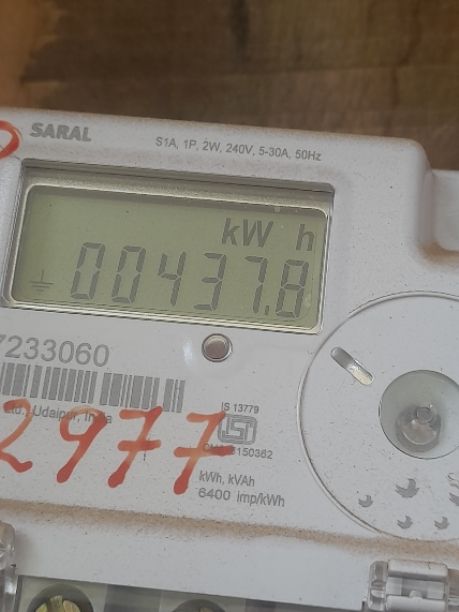 SARAL
S1A, 1P, 2W, 240V, 5-30A, 50Hz
kW h
00437.8
7233060
Udaipur, India
IS 13779
ISI
2977
kWh, kVAh
6400 imp/kWh